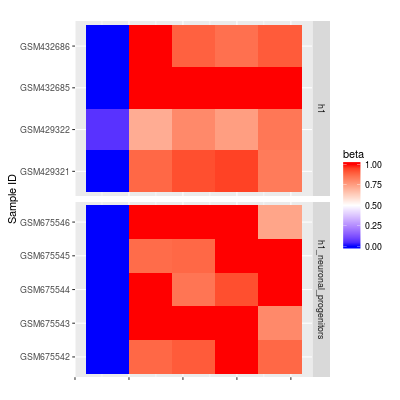 GSM432686
GSM432685
GSM429322
GSM429321
h1
Sample ID
GSM675546
GSM675545
GSM675544
GSM675543
GSM675542
h1_neuronal_progenitors
beta
1.00
0.75
0.50
0.25
0.00